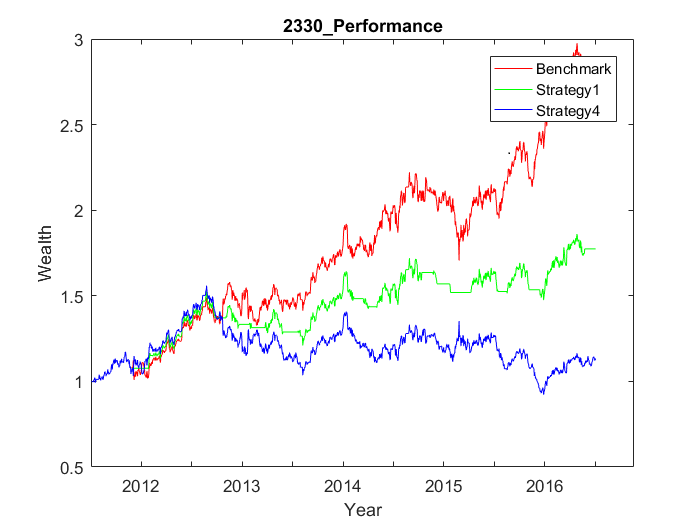 2330_Performance
3
2.5
2
1.5
1
0.5
Wealth
Benchmark
Strategy1
Strategy4
2012 2013 2014 2015 2016
Year